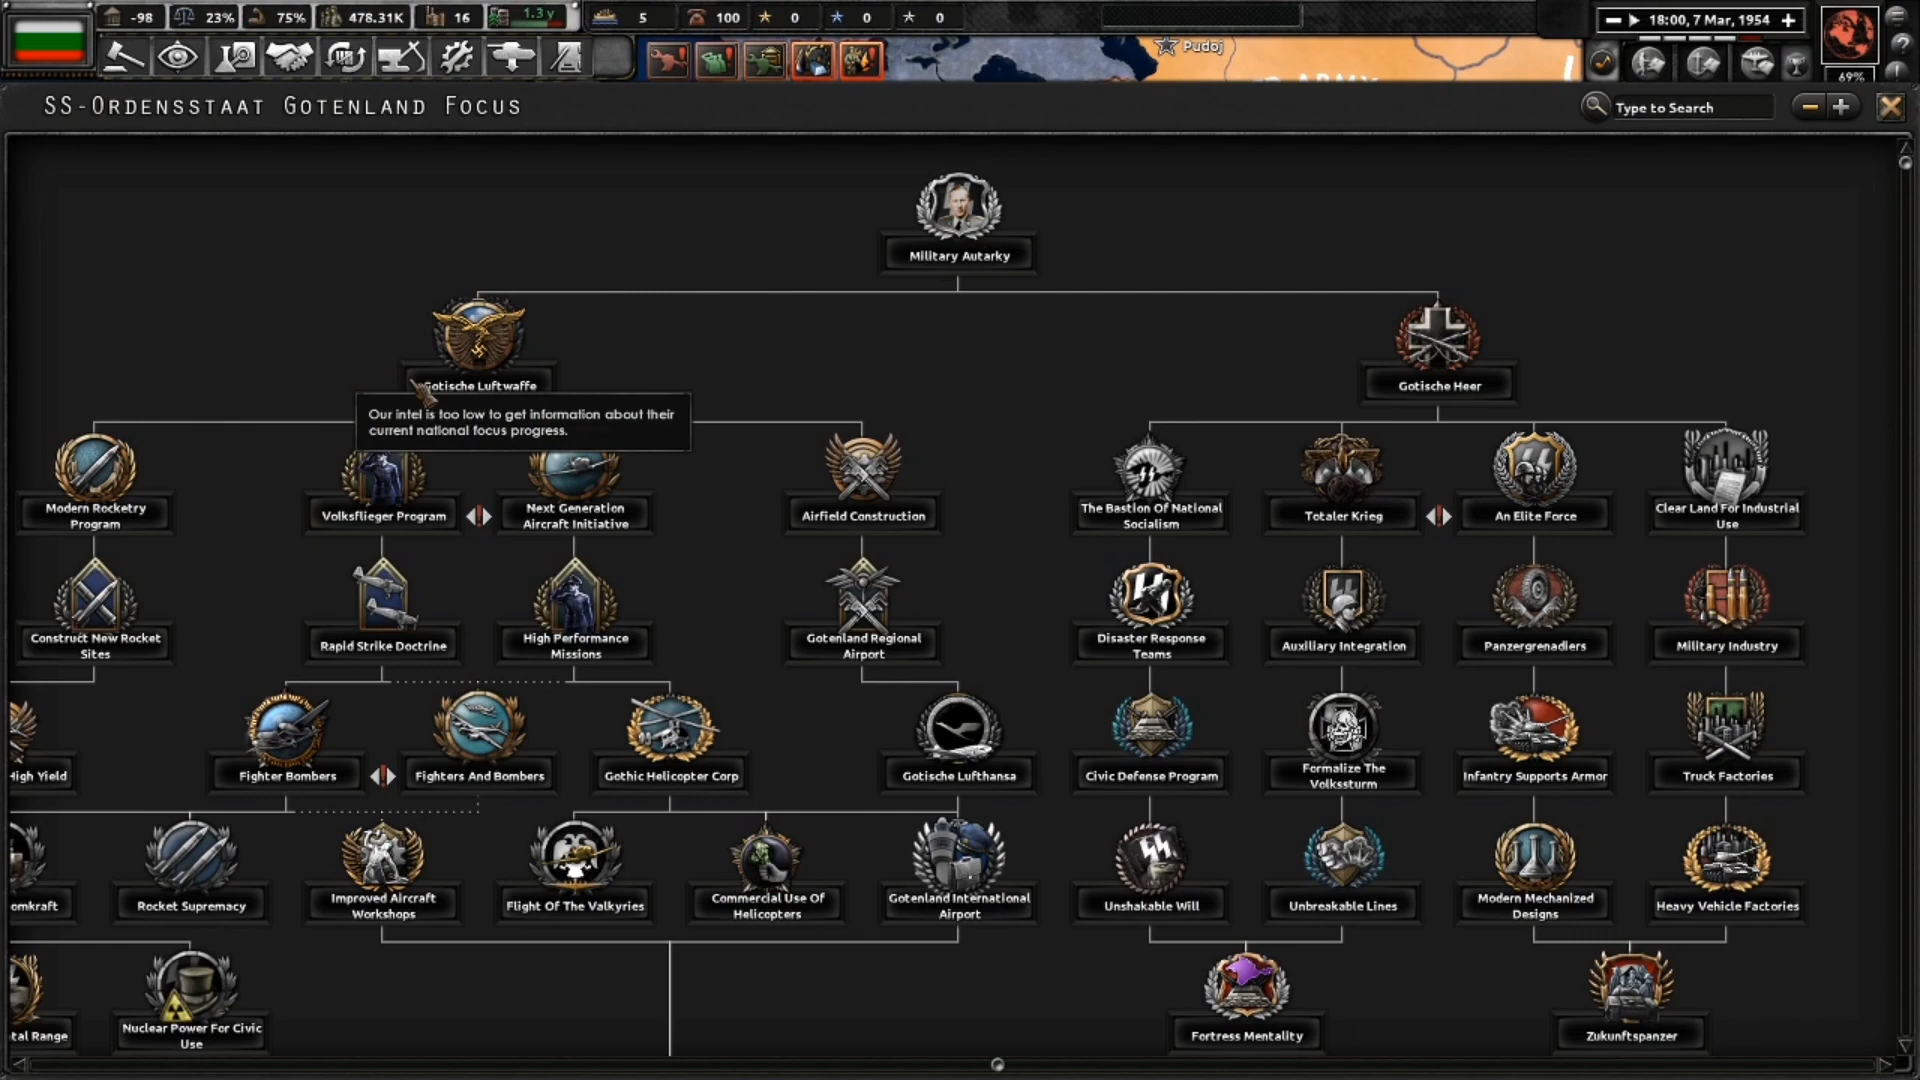 -98
23%
75%
478.31K
16
1.3 y
5
100
0
0
0
18:00, 7 Mar, 1954
69%
Pudoj
SS-Ordensstaat Gotenland Focus
Type to Search
Military Autarky
Gotische Luftwaffe
Gotische Heer
Our intel is too low to get information about their
current national focus progress.
Modern Rocketry
Program
Volksflieger Program
Next Generation
Aircraft Initiative
Airfield Construction
The Bastion Of National
Socialism
Totaler Krieg
An Elite Force
Clear Land For Industrial
Use
Construct New Rocket
Sites
Rapid Strike Doctrine
High Performance
Missions
Gotenland Regional
Airport
Disaster Response
Teams
Auxiliary Integration
Panzergrenadiers
Military Industry
High Yield
Fighter Bombers
Fighters And Bombers
Gothic Helicopter Corp
Gotische Lufthansa
Civic Defense Program
Formalize The
Volkssturm
Infantry Supports Armor
Truck Factories
omkraft
Rocket Supremacy
Improved Aircraft
Workshops
Flight Of The Valkyries
Commercial Use Of
Helicopters
Gotenland International
Airport
Unshakable Will
Unbreakable Lines
Modern Mechanized
Designs
Heavy Vehicle Factories
tal Range
Nuclear Power For Civic
Use
Fortress Mentality
Zukunftspanzer